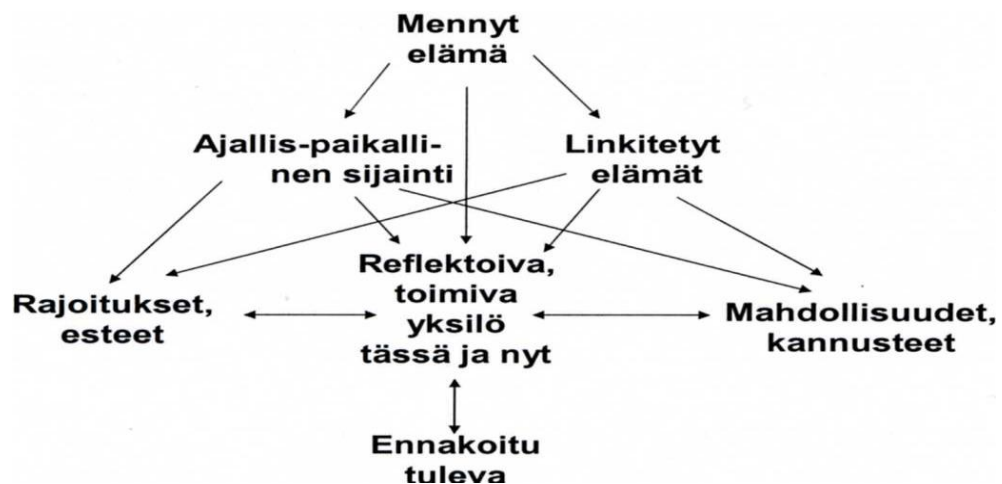 Mennyt
elämä
Ajallis-paikalli-
nen sijainti
Linkitetyt
elämät
Reflektoiva,
toimiva
yksilö
tässä ja nyt
Rajoitukset,
esteet
Mahdollisuudet,
kannusteet
Ennakoitu
tuleva